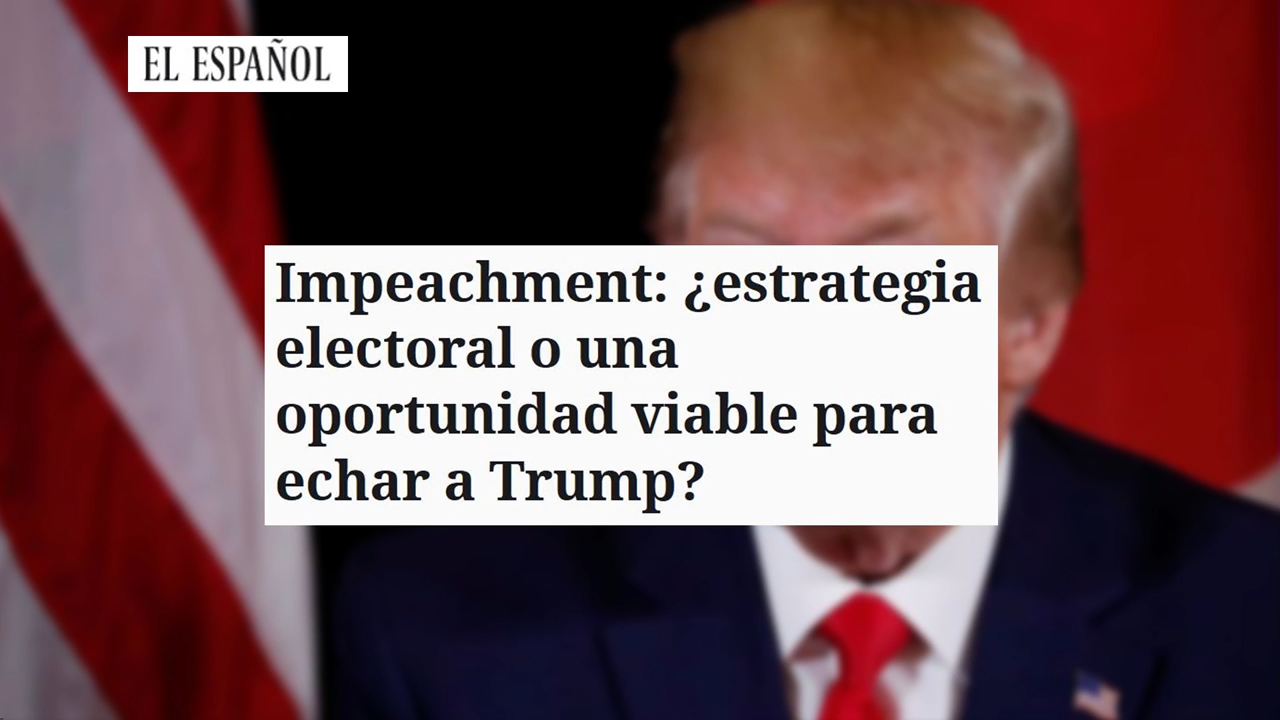 EL ESPAÑOL
Impeachment: ¿estrategia
electoral o una
oportunidad viable para
echar a Trump?